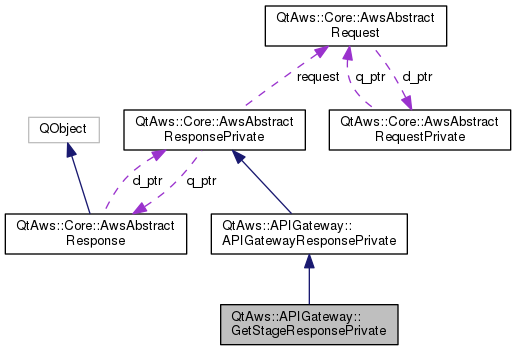 QtAws::Core::AwsAbstract
Request
request
q_ptr
d_ptr
QObject
QtAws::Core::AwsAbstract
ResponsePrivate
QtAws::Core::AwsAbstract
RequestPrivate
d_ptr
q_ptr
QtAws::Core::AwsAbstract
Response
QtAws::APIGateway::
APIGatewayResponsePrivate
QtAws::APIGateway::
GetStageResponsePrivate